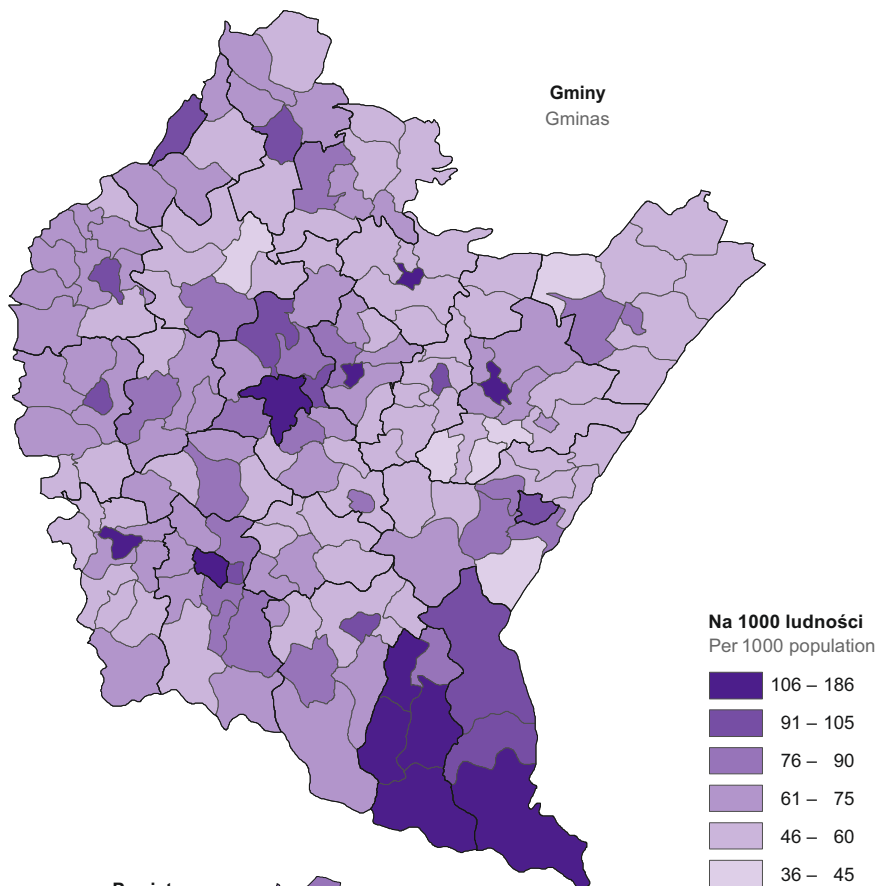 Gminy
Gminas
Na 1000 ludności
Per 1000 population
106 – 186
91 – 105
76 – 90
61 – 75
46 – 60
36 – 45